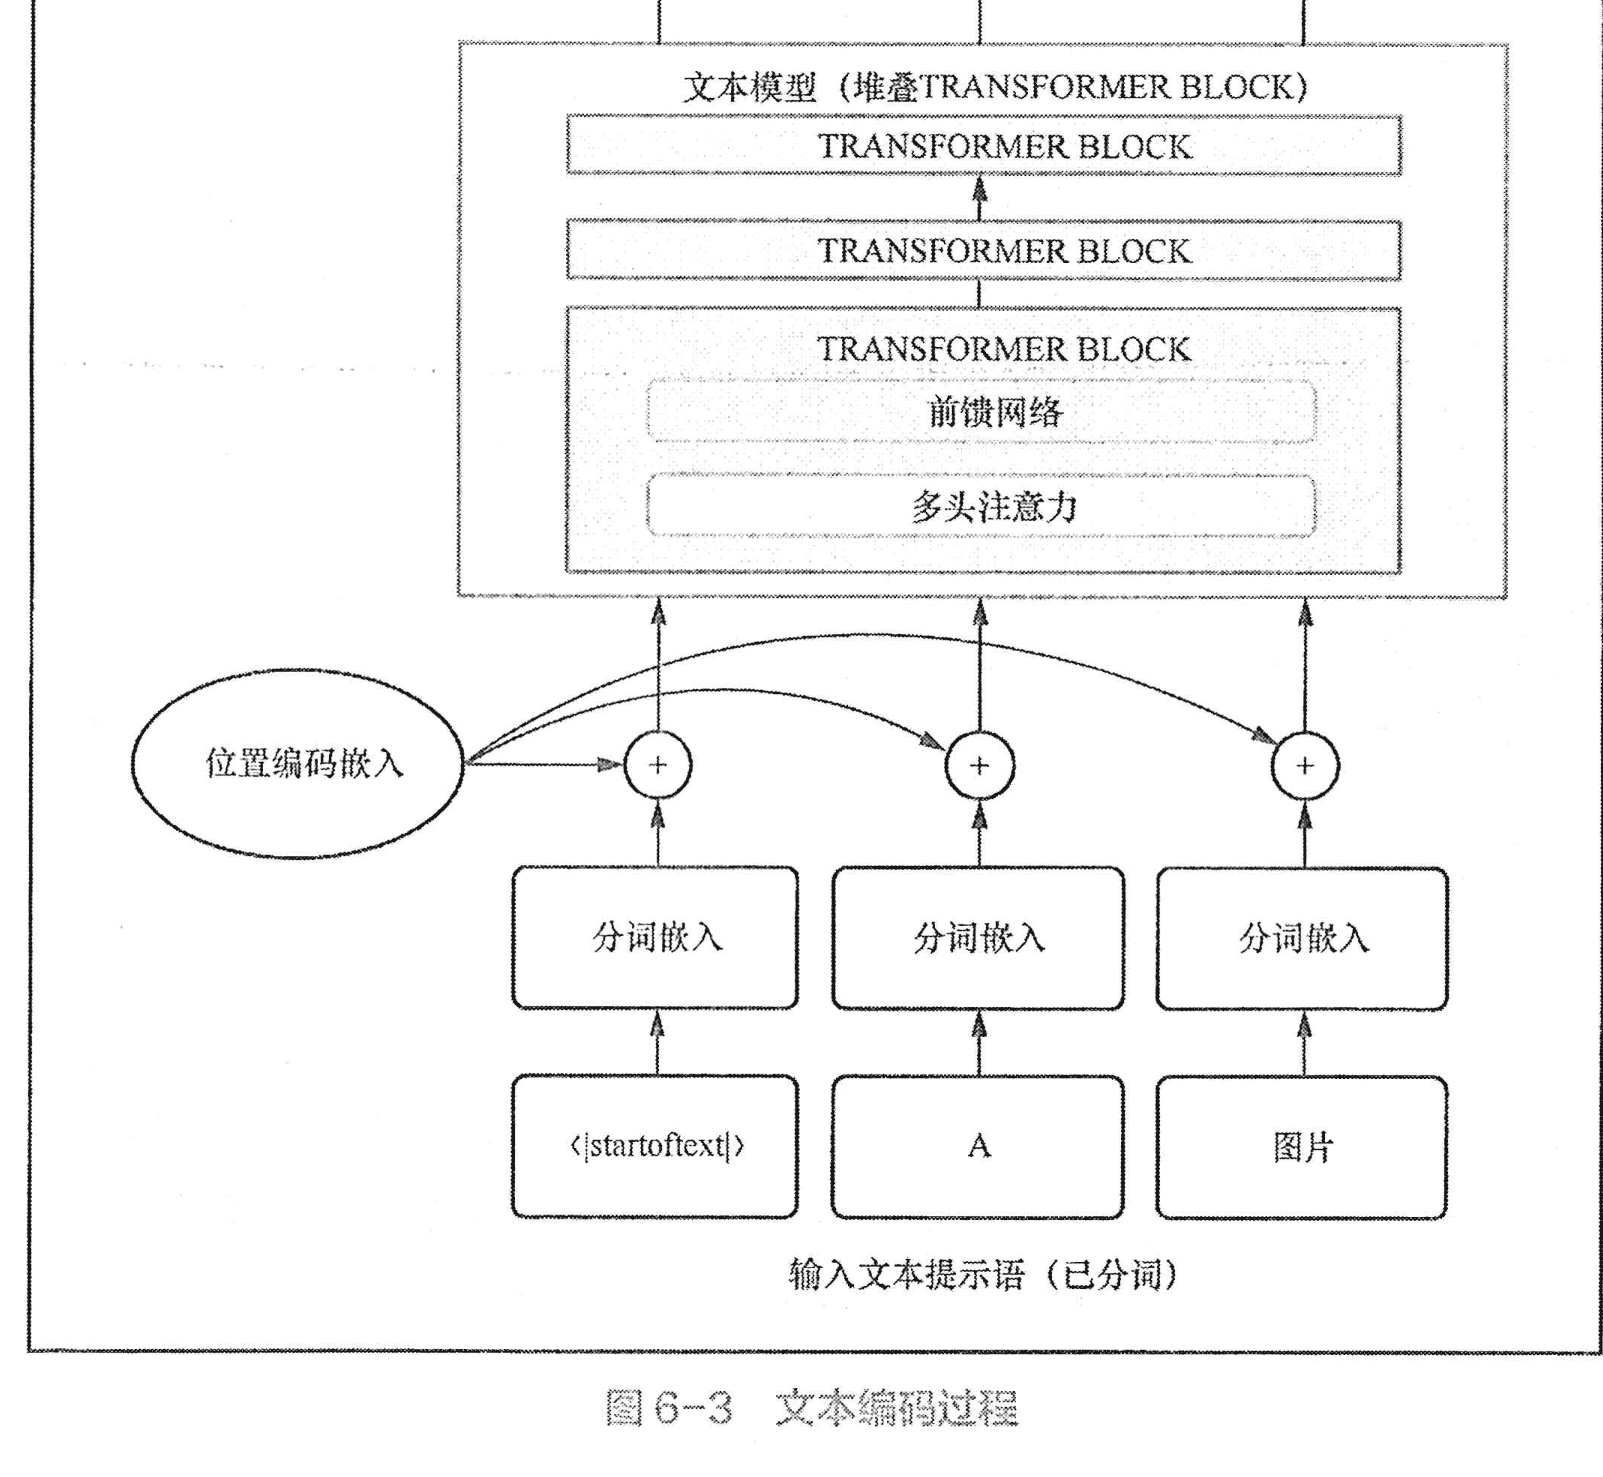 文本模型（堆叠TRANSFORMER BLOCK）
TRANSFORMER BLOCK
TRANSFORMER BLOCK
TRANSFORMER BLOCK
前馈网络
多头注意力
位置编码嵌入
+ + +
分词嵌入 分词嵌入 分词嵌入
<|startoftext|> A 图片
输入文本提示语（已分词）
图 6-3 文本编码过程